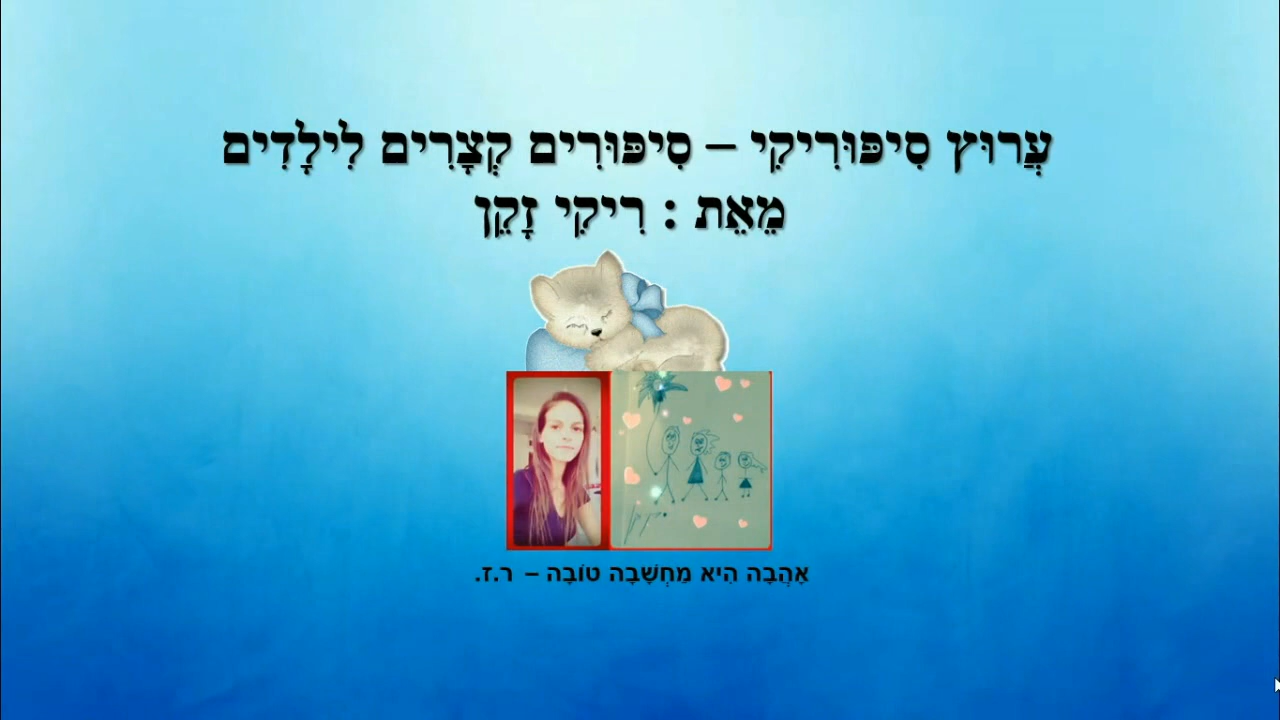 עֲרוּץ סִיפּוּרִיקִי – סִיפּוּרִים קְצָרִים לִילָדִים
מֵאֵת : רִיקִי זָקֵן
אַהֲבָה הִיא מַחְשָׁבָה טוֹבָה – ר.ז.